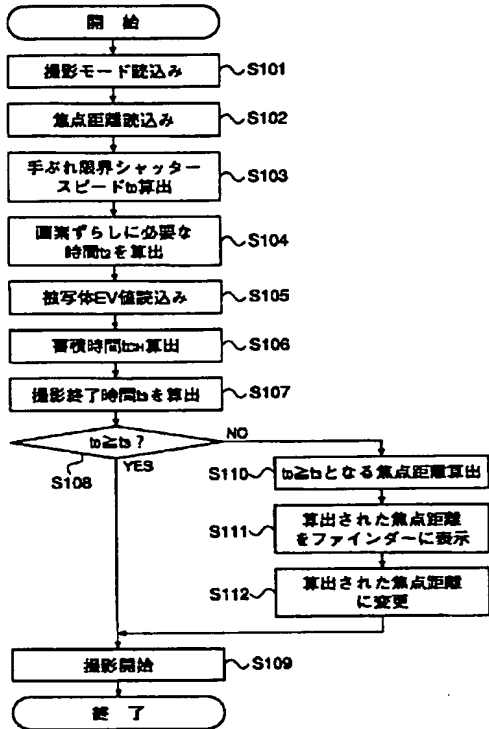 開始
撮影モード読込み
S101
焦点距離読込み
S102
手ぶれ限界シャッター
スピードt0算出
S103
画素ずらしに必要な
時間t2を算出
S104
被写体EV値読込み
S105
蓄積時間tCH算出
S106
撮影終了時間t3を算出
S107
t0≧t3?
NO
YES
S108
S110
t0≧t3となる焦点距離算出
S111
算出された焦点距離
をファインダーに表示
S112
算出された焦点距離
に変更
撮影開始
S109
終了